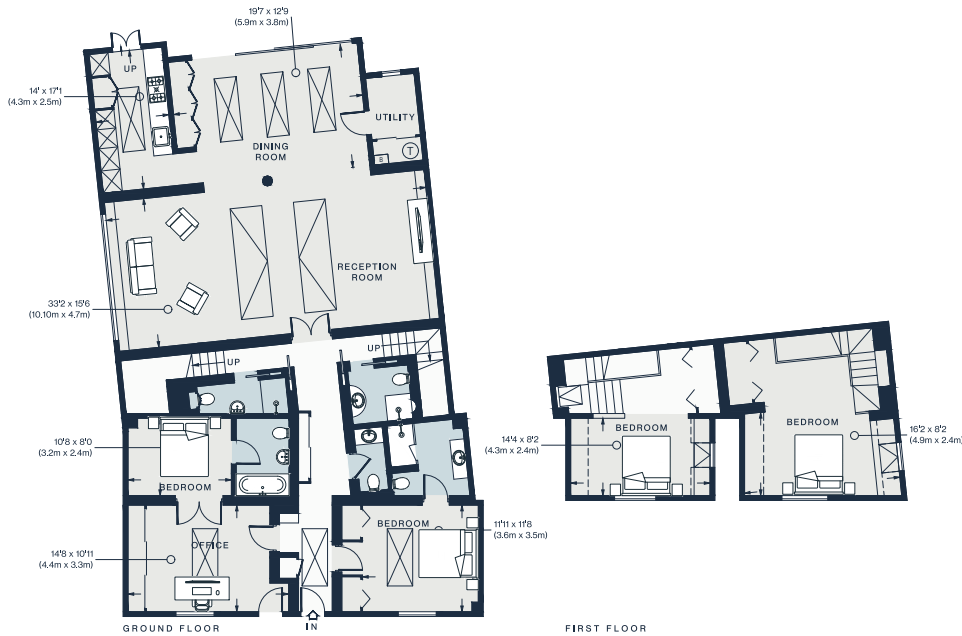 19'7 x 12'9
(5.9m x 3.8m)
UP
14' x 17'1
(4.3m x 2.5m)
UTILITY
DINING
ROOM
B
T
RECEPTION
ROOM
33'2 x 15'6
(10.10m x 4.7m)
UP
UP
10'8 x 8'0
(3.2m x 2.4m)
BEDROOM
BEDROOM
11'11 x 11'8
(3.6m x 3.5m)
OFFICE
14'8 x 10'11
(4.4m x 3.3m)
GROUND FLOOR
IN
BEDROOM
14'4 x 8'2
(4.3m x 2.4m)
BEDROOM
16'2 x 8'2
(4.9m x 2.4m)
FIRST FLOOR